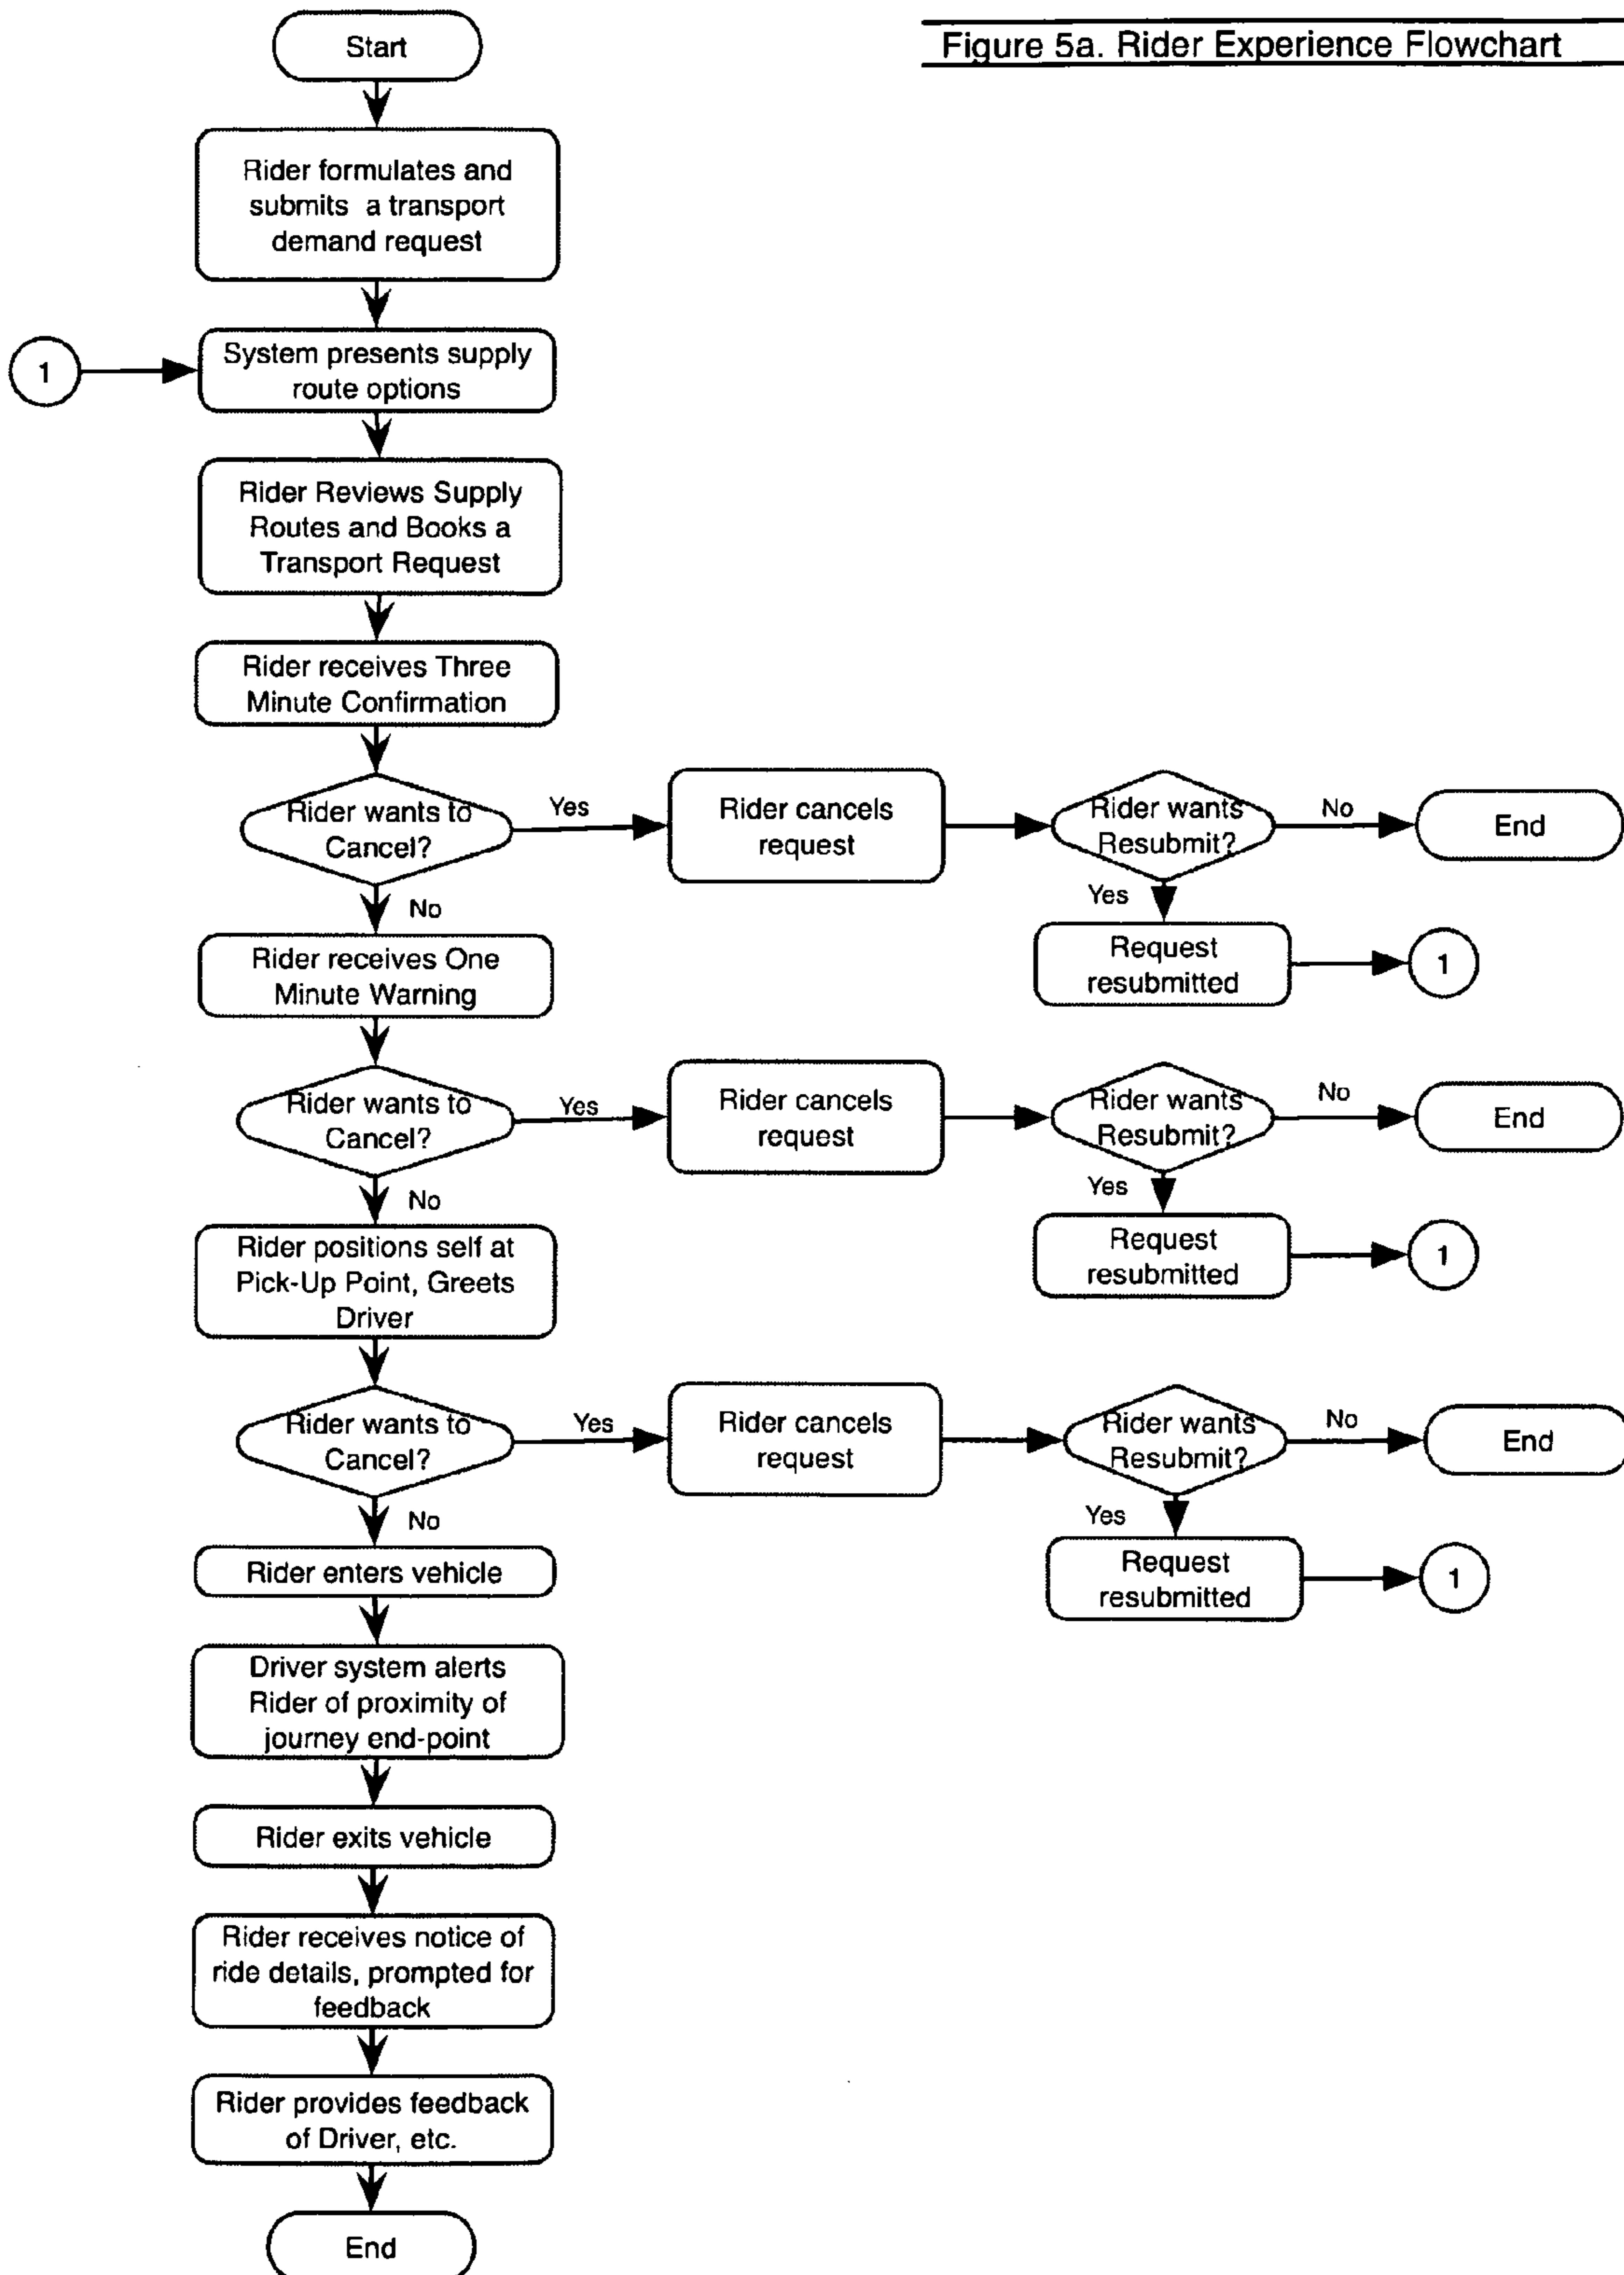 Figure 5a. Rider Experience Flowchart
Start
Rider formulates and
submits a transport
demand request
1
System presents supply
route options
Rider Reviews Supply
Routes and Books a
Transport Request
Rider receives Three
Minute Confirmation
Rider wants to
Cancel?
Yes
Rider cancels
request
Rider wants
Resubmit?
No
End
Yes
Request
resubmitted
1
No
Rider receives One
Minute Warning
Rider wants to
Cancel?
Yes
Rider cancels
request
Rider wants
Resubmit?
No
End
Yes
Request
resubmitted
1
No
Rider positions self at
Pick-Up Point, Greets
Driver
Rider wants to
Cancel?
Yes
Rider cancels
request
Rider wants
Resubmit?
No
End
Yes
Request
resubmitted
1
No
Rider enters vehicle
Driver system alerts
Rider of proximity of
journey end-point
Rider exits vehicle
Rider receives notice of
ride details, prompted for
feedback
Rider provides feedback
of Driver, etc.
End